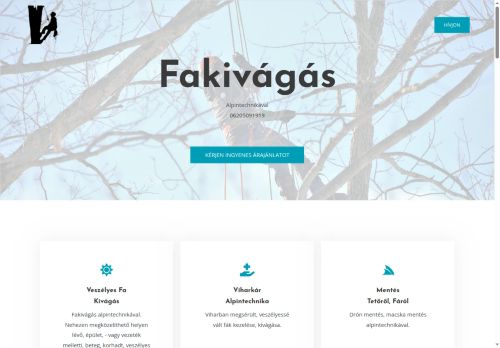 HÍVJON
Fakivágás
Alpintechnikával
06205091919
KÉRJEN INGYENES ÁRAJÁNLATOT
Veszélyes Fa
Kivágás
Fakivágás alpintechnikával.
Nehezen megközelíthető helyen
lévő, épület, - vagy vezeték
melletti, beteg, korhadt, veszélyes
Viharkár
Alpintechnika
Viharban megsérült, veszélyessé
vált fák kezelése, kivágása.
Mentés
Tetőről, Fáról
Drón mentés, macska mentés
alpintechnikával.